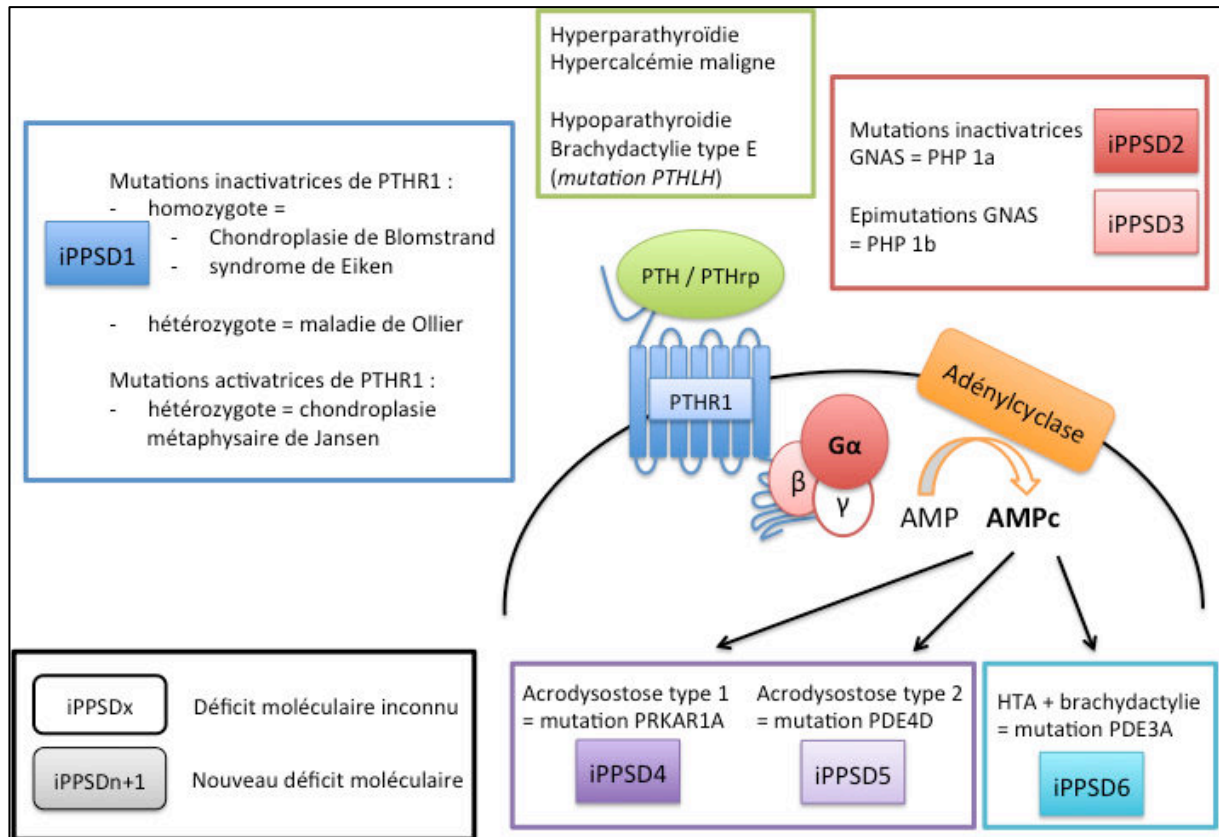 Hyperparathyroïdie
Hypercalcémie maligne
Hypoparathyroidie
Brachydactylie type E
(mutation PTHLH)
Mutations inactivatrices
GNAS = PHP 1a
iPPSD2
Epimutations GNAS
= PHP 1b
iPPSD3
Mutations inactivatrices de PTHR1 :
- homozygote =
- Chondroplasie de Blomstrand
- syndrome de Eiken
iPPSD1
- hétérozygote = maladie de Ollier
Mutations activatrices de PTHR1 :
- hétérozygote = chondroplasie
métaphysaire de Jansen
PTH / PTHrp
PTHR1
Gα
β
γ
Adénylcyclase
AMP
AMPc
iPPSDx
Déficit moléculaire inconnu
iPPSDn+1
Nouveau déficit moléculaire
Acrodysostose type 1
= mutation PRKAR1A
iPPSD4
Acrodysostose type 2
= mutation PDE4D
iPPSD5
HTA + brachydactylie
= mutation PDE3A
iPPSD6